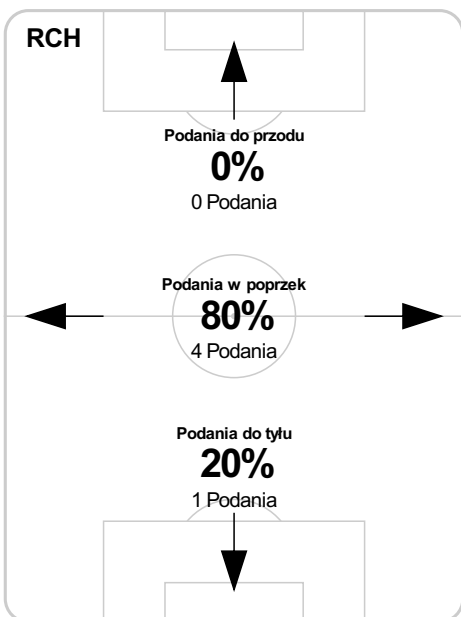 RCH
Podania do przodu
0%
0 Podania
Podania w poprzek
80%
4 Podania
Podania do tyłu
20%
1 Podania